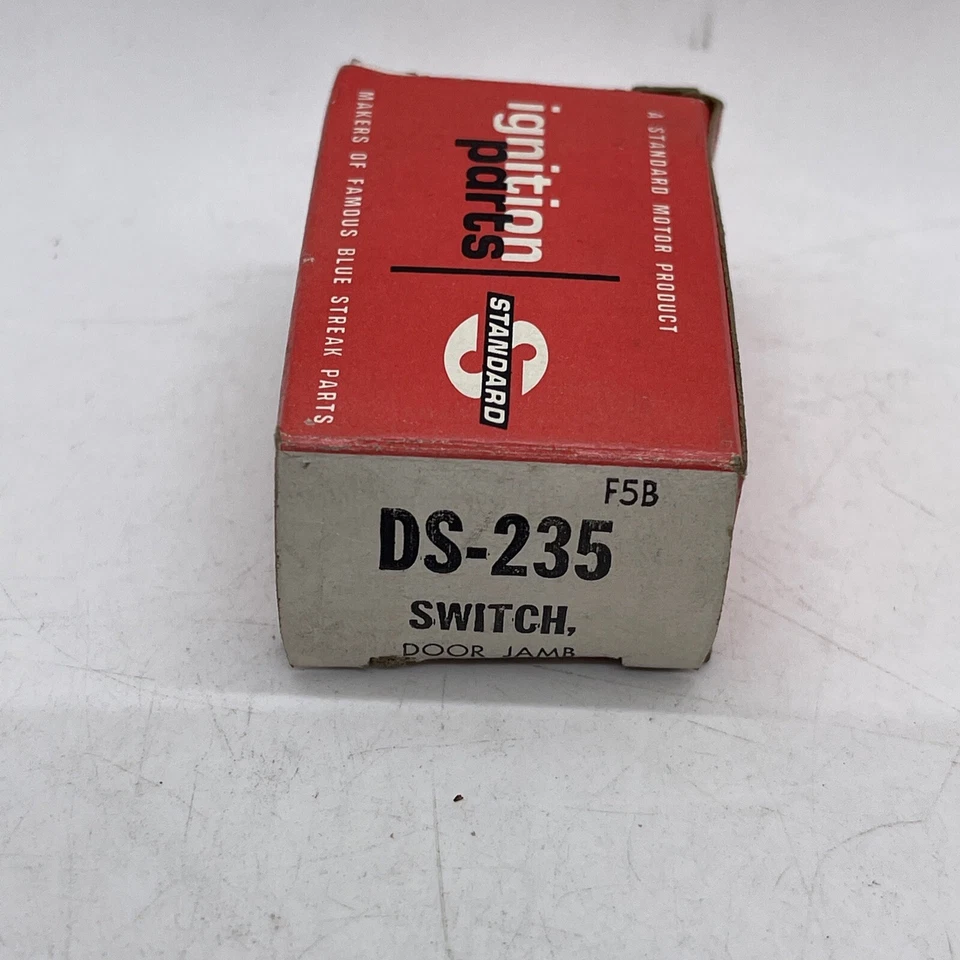 A STANDARD MOTOR PRODUCT
ignition
parts
STANDARD
MAKERS OF FAMOUS BLUE STREAK PARTS
F5B
DS-235
SWITCH,
DOOR JAMB